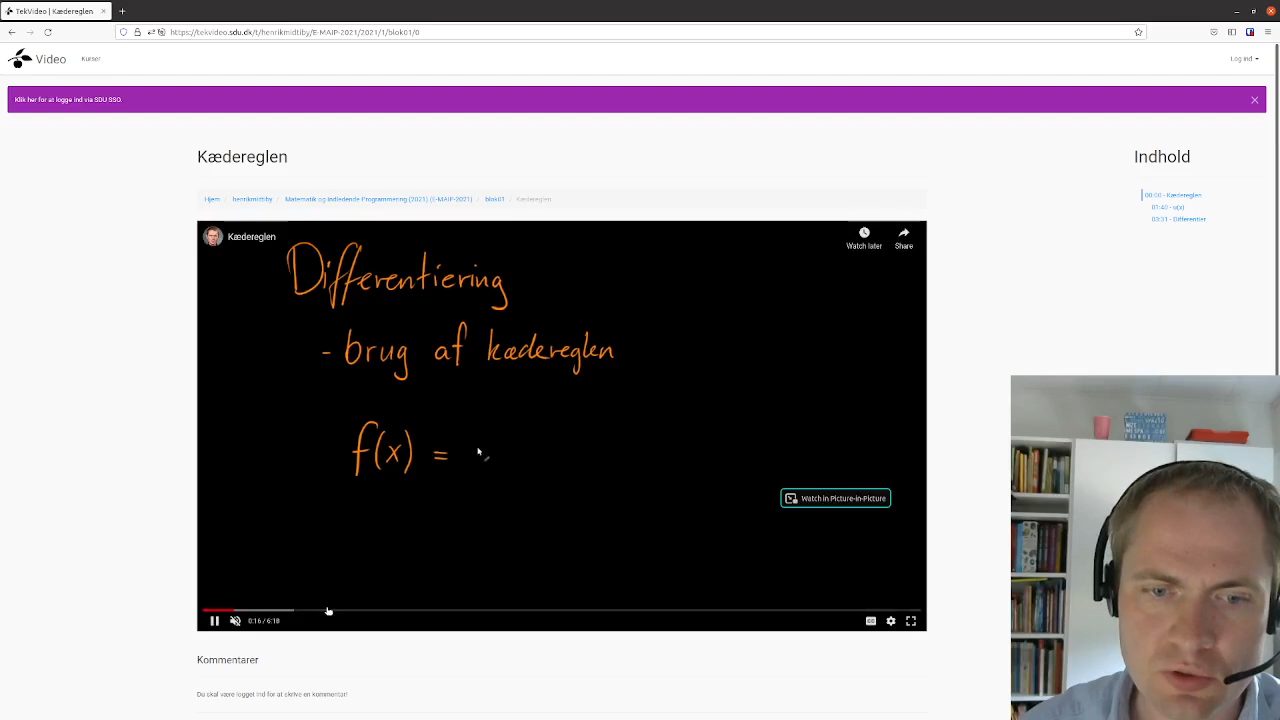 TekVideo | Kædereglen
https://tekvideo.sdu.dk/t/henrikmidtiby/E-MAIP-2021/2021/1/blok01/0
Video
Kurser
Log ind
Klik her for at logge ind via SDU SSO.
Kædereglen
Indhold
00:00 - Kædereglen
01:40 - u(x)
03:31 - Differentier
Hjem / henrikmidtiby / Matematik og indledende Programmering (2021) (E-MAIP-2021) / blok01 / Kædereglen
Kædereglen
Watch later
Share
Differentiering
- brug af kædereglen
f(x) =
Watch in Picture-in-Picture
0:16 / 6:18
CC
Kommentarer
Du skal være logget ind for at skrive en kommentar!